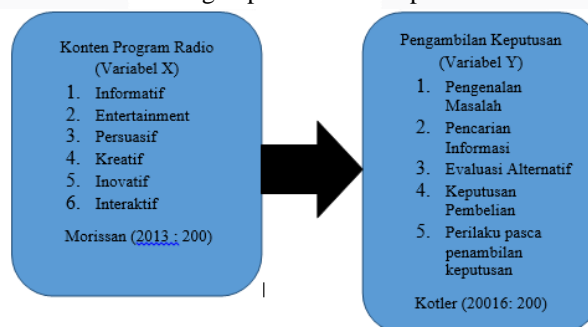 Konten Program Radio
(Variabel X)
1. Informatif
2. Entertainment
3. Persuasif
4. Kreatif
5. Inovatif
6. Interaktif
Morissan (2013 : 200)
Pengambilan Keputusan
(Variabel Y)
1. Pengenalan
Masalah
2. Pencarian
Informasi
3. Evaluasi Alternatif
4. Keputusan
Pembelian
5. Perilaku pasca
penambilan
keputusan
Kotler (20016: 200)